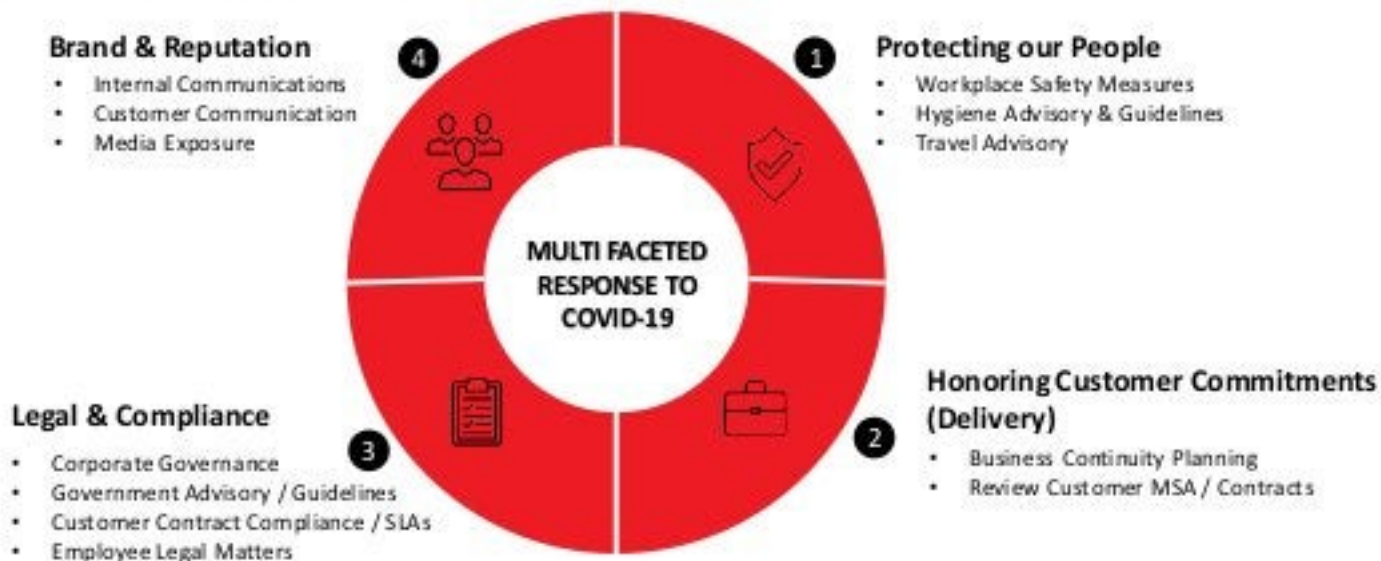 Brand & Reputation
• Internal Communications
• Customer Communication
• Media Exposure
4
1
Protecting our People
• Workplace Safety Measures
• Hygiene Advisory & Guidelines
• Travel Advisory
MULTI FACETED
RESPONSE TO
COVID-19
Honoring Customer Commitments
(Delivery)
• Business Continuity Planning
• Review Customer MSA / Contracts
2
Legal & Compliance
• Corporate Governance
• Government Advisory / Guidelines
• Customer Contract Compliance / SLAs
• Employee Legal Matters
3